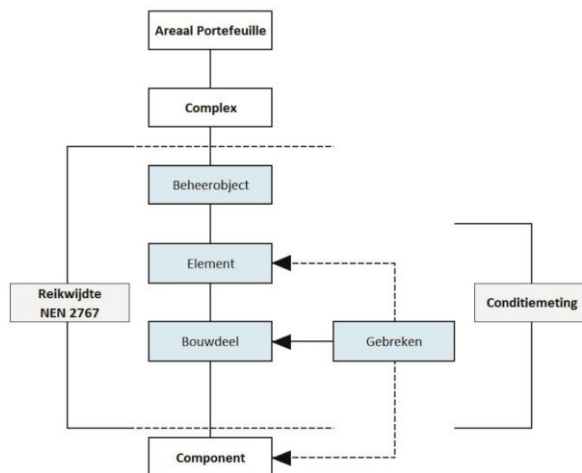 Areaal Portefeuille
Complex
Beheerobject
Element
Reikwijdte
NEN 2767
Conditiemeting
Bouwdeel
Gebreken
Component